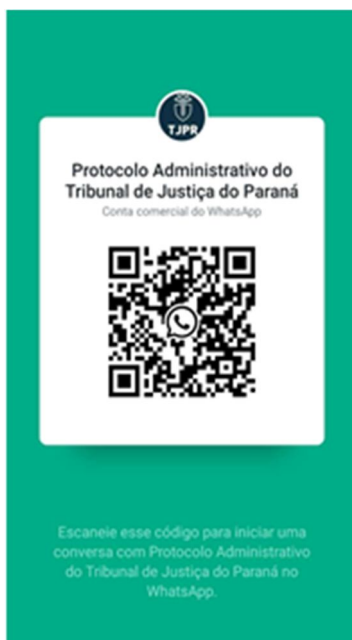 TJPR
Protocolo Administrativo do
Tribunal de Justiça do Paraná
Conta comercial do WhatsApp
Escaneie esse código para iniciar uma
conversa com Protocolo Administrativo
do Tribunal de Justiça do Paraná no
WhatsApp.